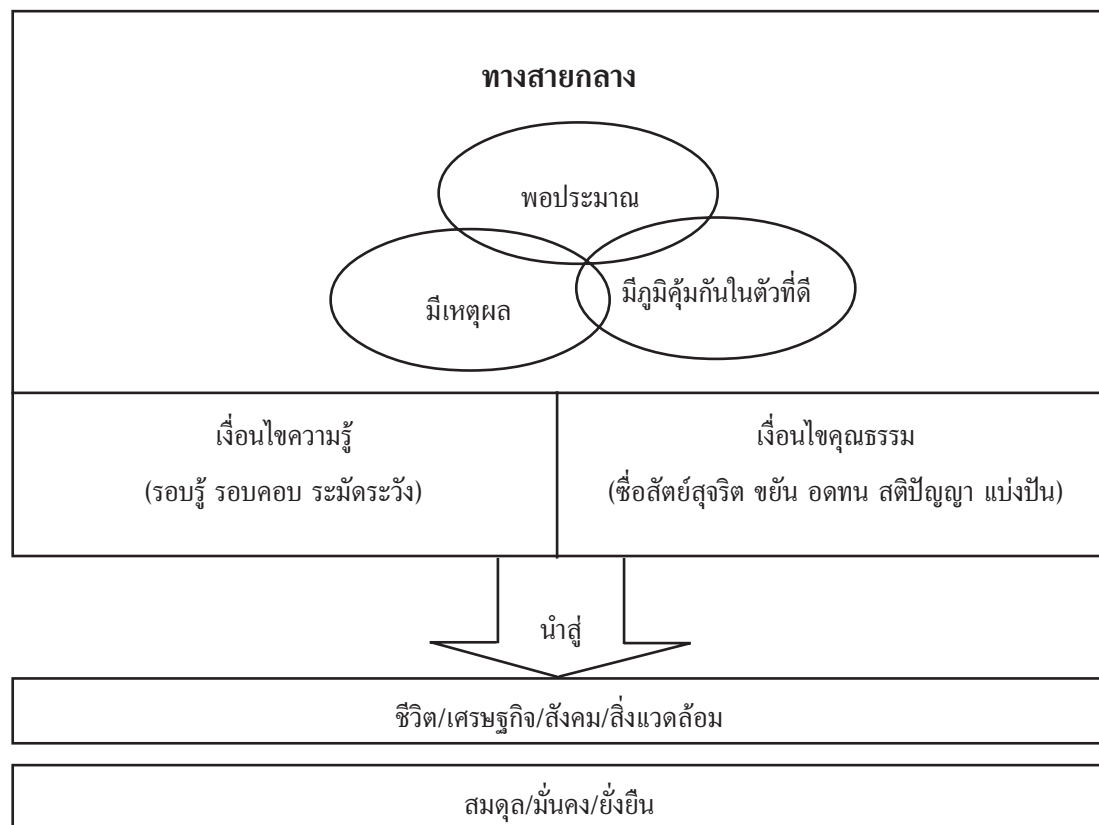 ทางสายกลาง
พอประมาณ
มีเหตุผล
มีภูมิคุ้มกันในตัวที่ดี
เงื่อนไขความรู้
(รอบรู้ รอบคอบ ระมัดระวัง)
เงื่อนไขคุณธรรม
(ซื่อสัตย์สุจริต ขยัน อดทน สติปัญญา แบ่งปัน)
นำสู่
ชีวิต/เศรษฐกิจ/สังคม/สิ่งแวดล้อม
สมดุล/มั่นคง/ยั่งยืน